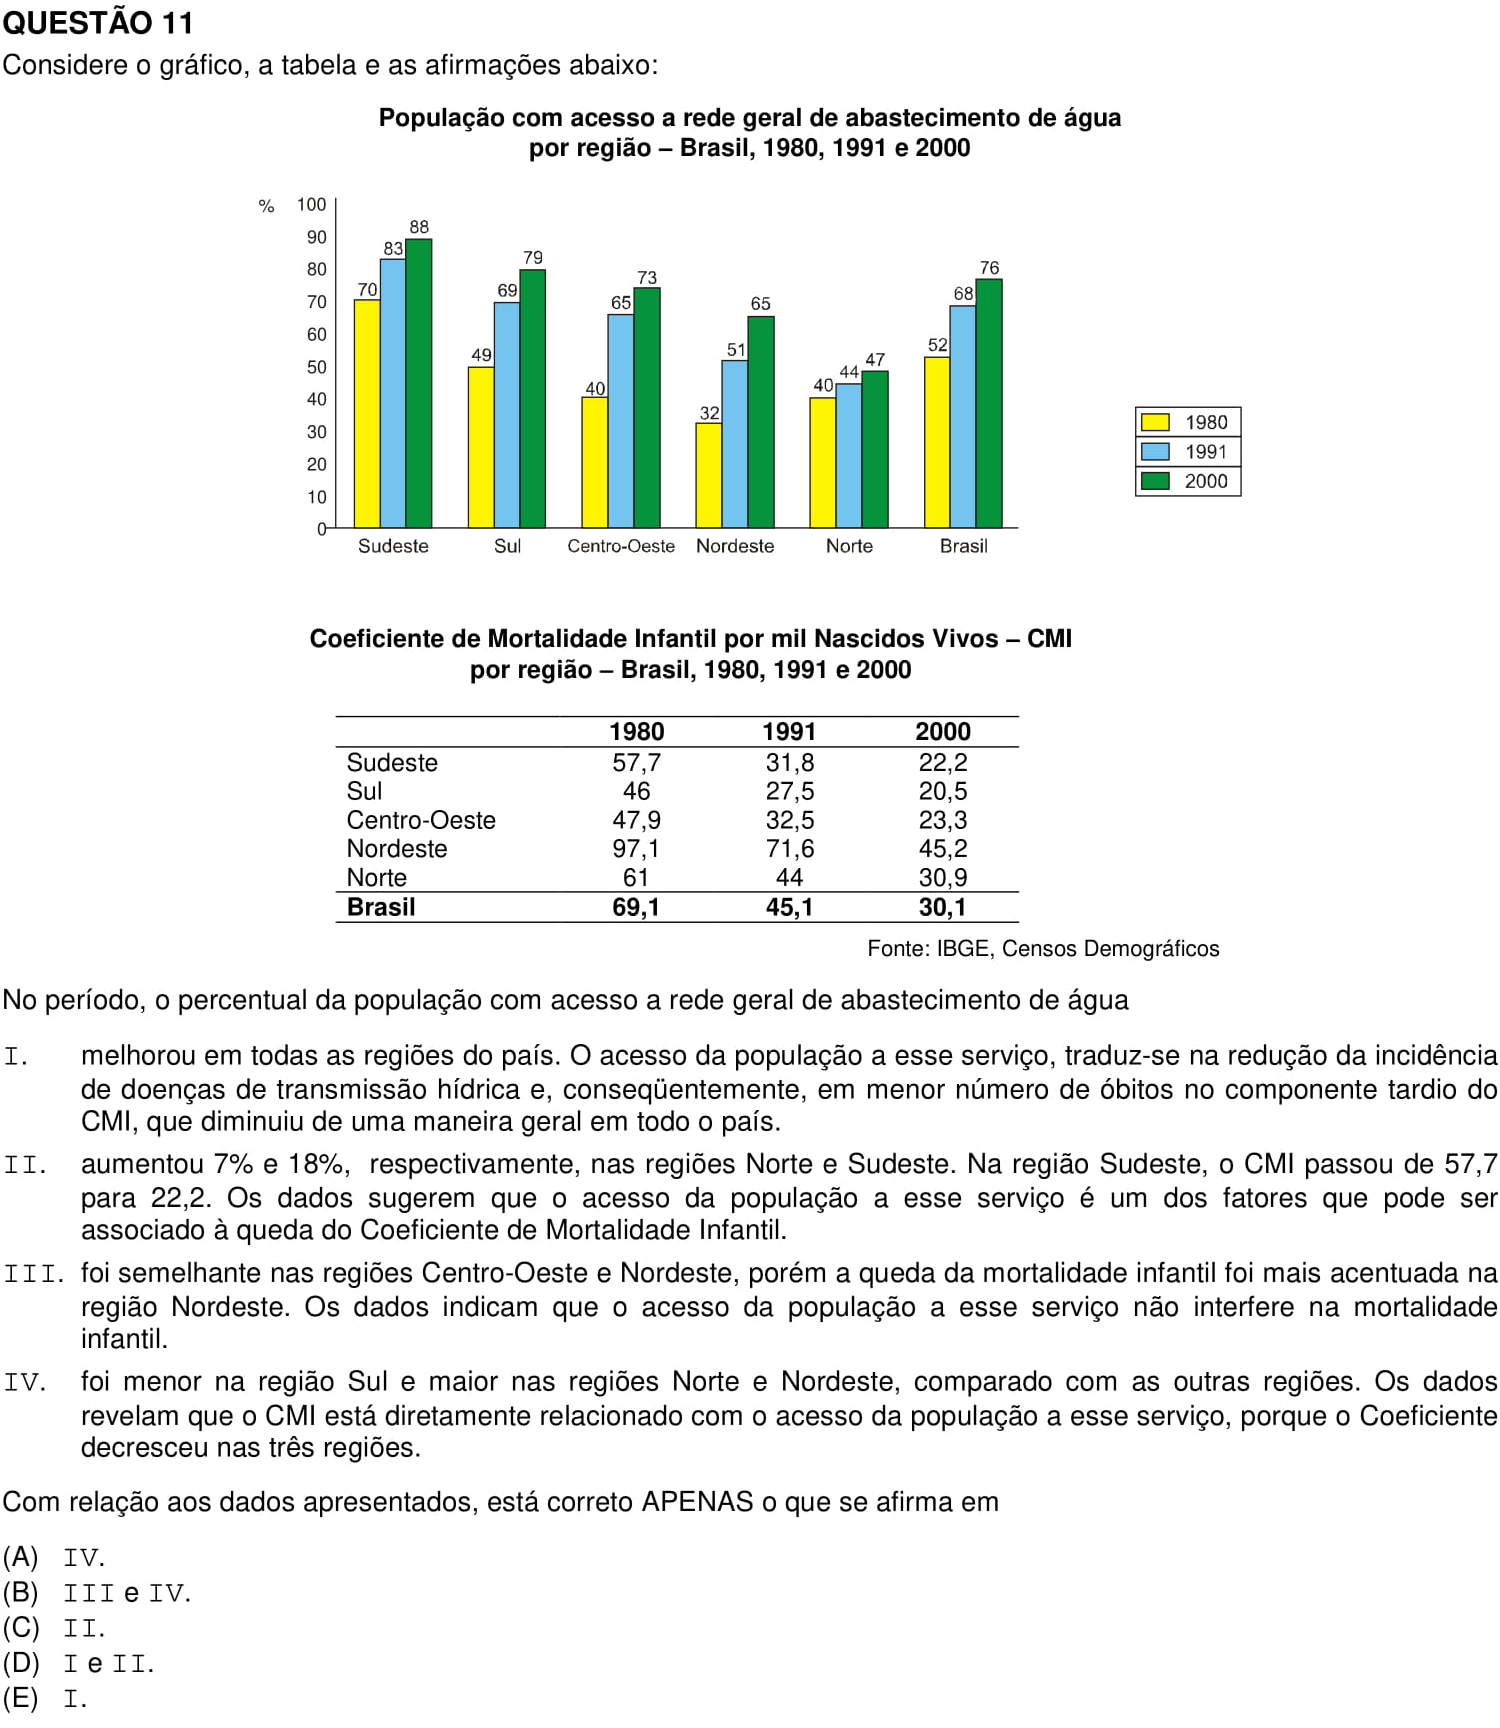 QUESTÃO 11
Considere o gráfico, a tabela e as afirmações abaixo:
População com acesso a rede geral de abastecimento de água
por região – Brasil, 1980, 1991 e 2000
%
100
90
80
70
60
50
40
30
20
10
0
70 83 88
49 69 79
40 65 73
32 51 65
40 44 47
52 68 76
Sudeste Sul Centro-Oeste Nordeste Norte Brasil
1980
1991
2000
Coeficiente de Mortalidade Infantil por mil Nascidos Vivos – CMI
por região – Brasil, 1980, 1991 e 2000
1980 1991 2000
Sudeste 57,7 31,8 22,2
Sul 46 27,5 20,5
Centro-Oeste 47,9 32,5 23,3
Nordeste 97,1 71,6 45,2
Norte 61 44 30,9
Brasil 69,1 45,1 30,1
Fonte: IBGE, Censos Demográficos
No período, o percentual da população com acesso a rede geral de abastecimento de água
I. melhorou em todas as regiões do país. O acesso da população a esse serviço, traduz-se na redução da incidência
de doenças de transmissão hídrica e, conseqüentemente, em menor número de óbitos no componente tardio do
CMI, que diminuiu de uma maneira geral em todo o país.
II. aumentou 7% e 18%, respectivamente, nas regiões Norte e Sudeste. Na região Sudeste, o CMI passou de 57,7
para 22,2. Os dados sugerem que o acesso da população a esse serviço é um dos fatores que pode ser
associado à queda do Coeficiente de Mortalidade Infantil.
III. foi semelhante nas regiões Centro-Oeste e Nordeste, porém a queda da mortalidade infantil foi mais acentuada na
região Nordeste. Os dados indicam que o acesso da população a esse serviço não interfere na mortalidade
infantil.
IV. foi menor na região Sul e maior nas regiões Norte e Nordeste, comparado com as outras regiões. Os dados
revelam que o CMI está diretamente relacionado com o acesso da população a esse serviço, porque o Coeficiente
decresceu nas três regiões.
Com relação aos dados apresentados, está correto APENAS o que se afirma em
(A) IV.
(B) III e IV.
(C) II.
(D) I e II.
(E) I.